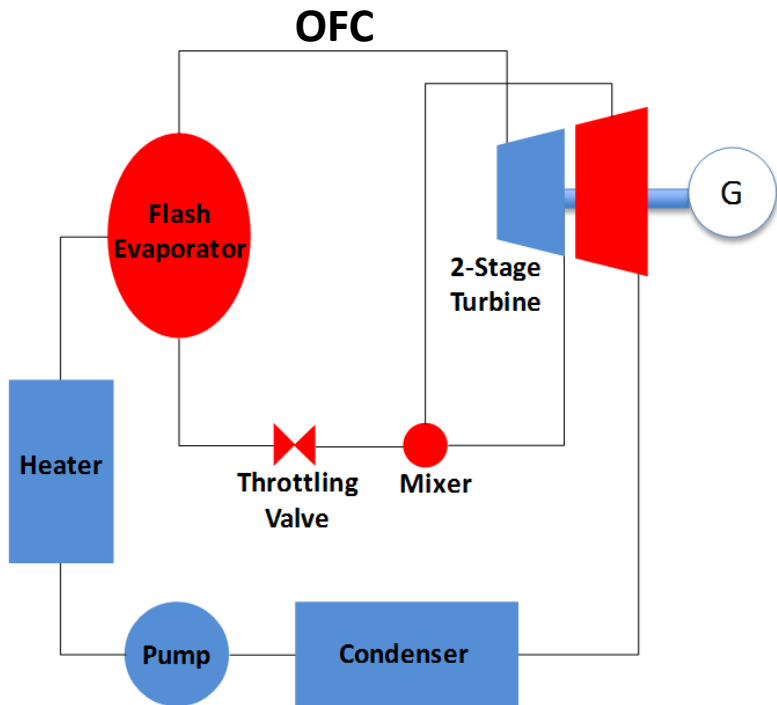 OFC
Flash
Evaporator
G
2-Stage
Turbine
Heater
Throttling
Valve
Mixer
Pump
Condenser